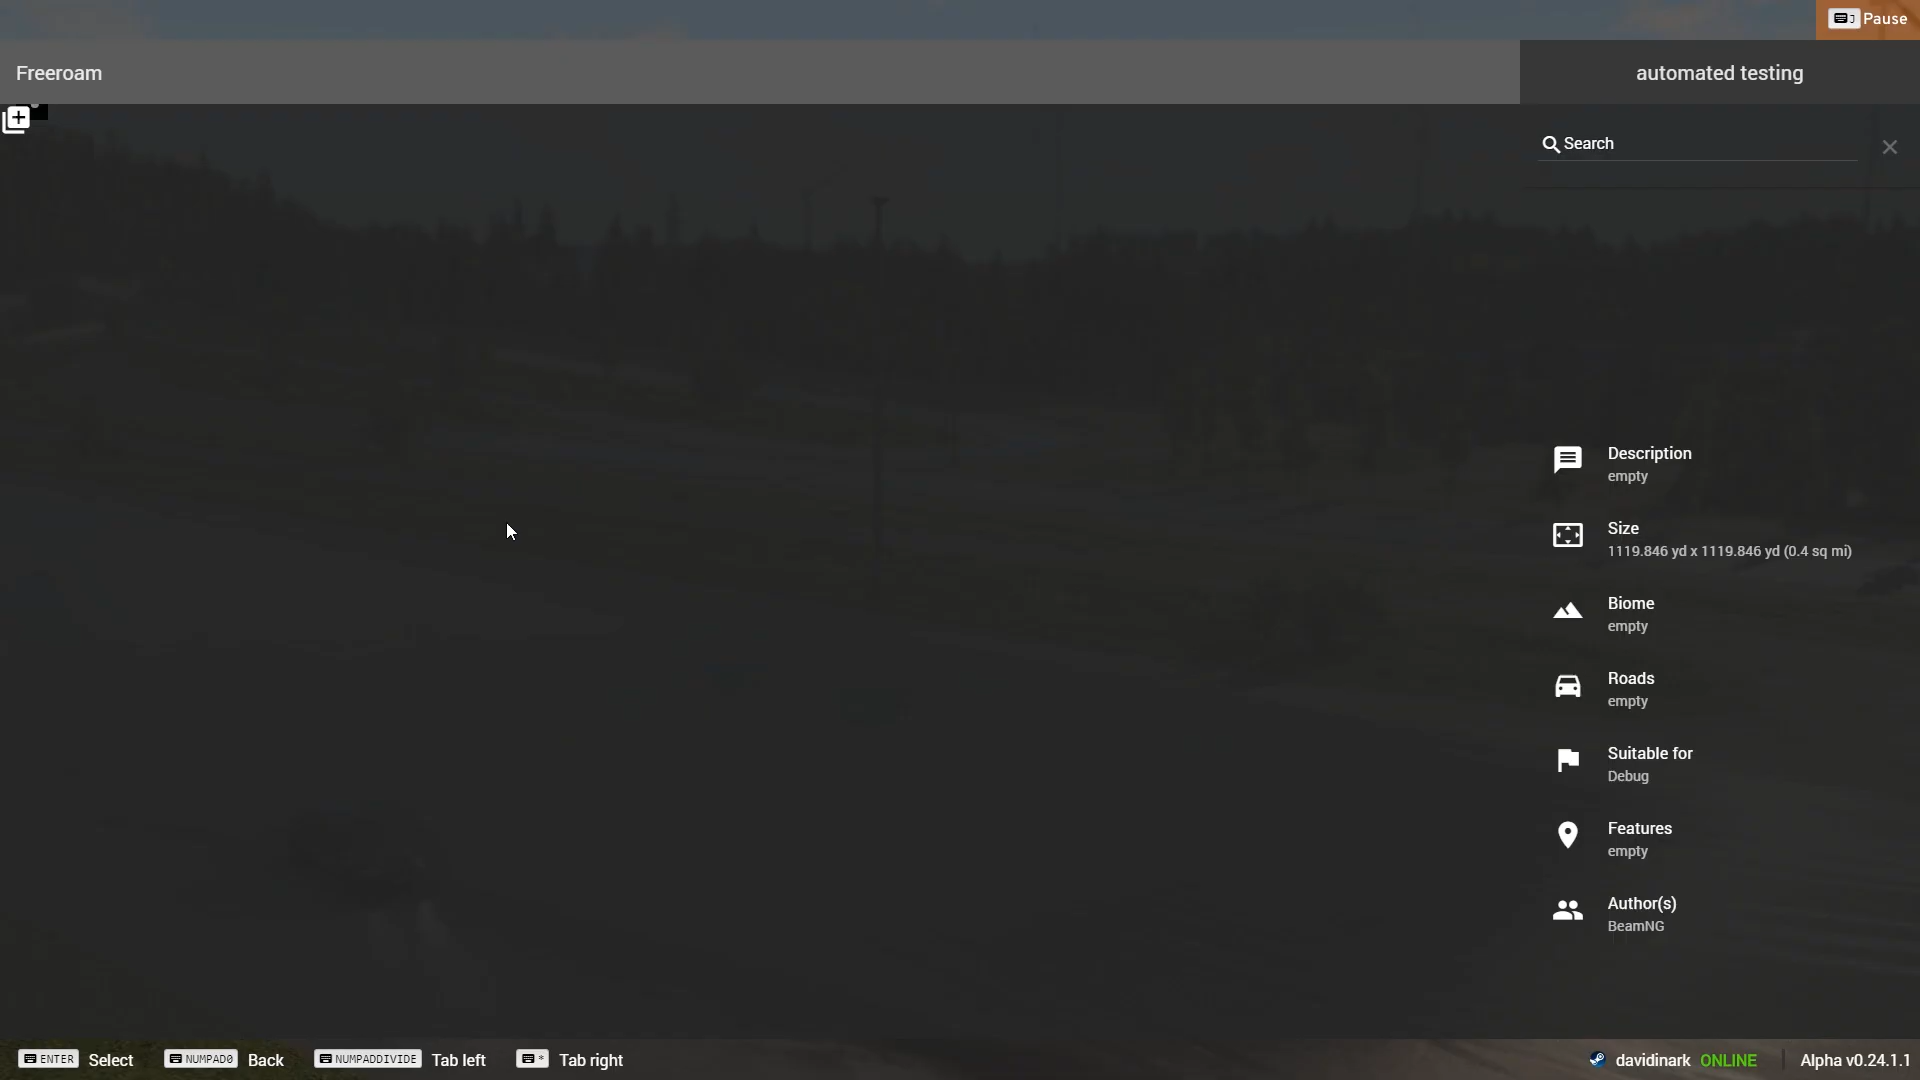 J Pause
Freeroam
automated testing
Search
Description
empty
Size
1119.846 yd x 1119.846 yd (0.4 sq mi)
Biome
empty
Roads
empty
Suitable for
Debug
Features
empty
Author(s)
BeamNG
ENTER Select NUMPAD0 Back NUMPADDIVIDE Tab left * Tab right
davidinark ONLINE Alpha v0.24.1.1